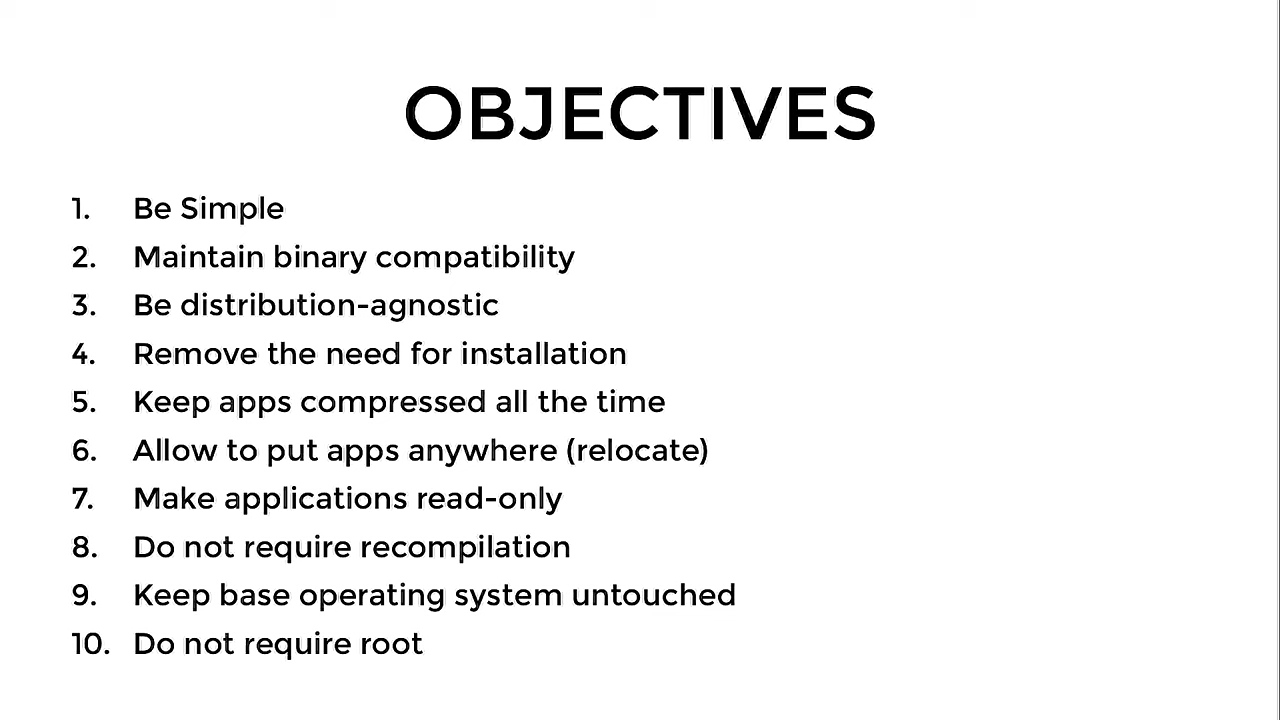 OBJECTIVES
1. Be Simple
2. Maintain binary compatibility
3. Be distribution-agnostic
4. Remove the need for installation
5. Keep apps compressed all the time
6. Allow to put apps anywhere (relocate)
7. Make applications read-only
8. Do not require recompilation
9. Keep base operating system untouched
10. Do not require root